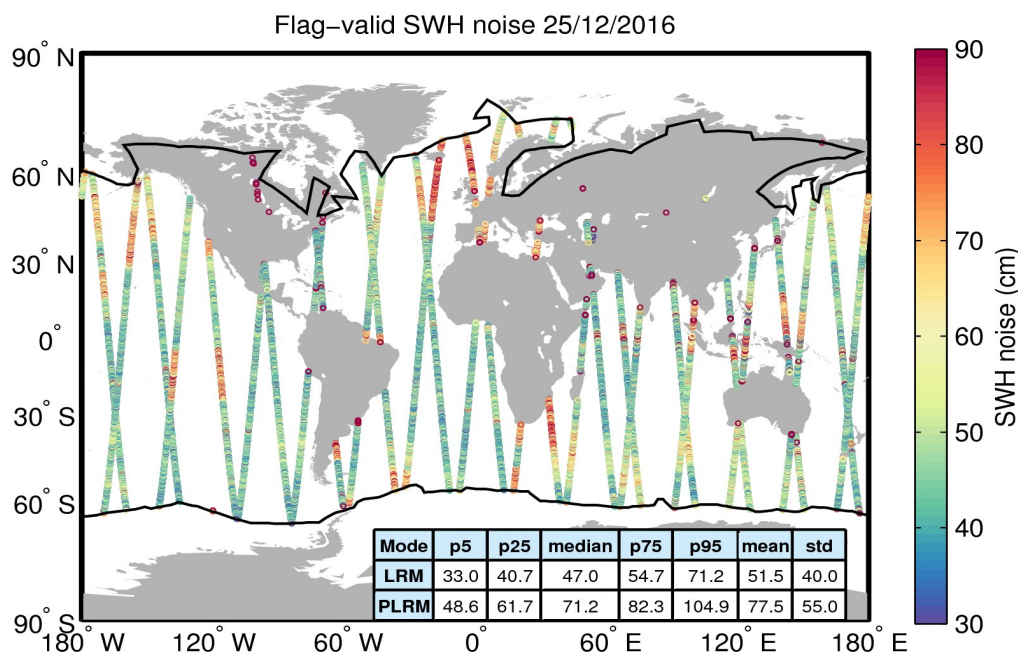 Flag−valid SWH noise 25/12/2016
90° N
60° N
30° N
0°
30° S
60° S
90° S
180° W
120° W
60° W
0°
60° E
120° E
180° E
Mode p5 p25 median p75 p95 mean std
LRM 33.0 40.7 47.0 54.7 71.2 51.5 40.0
PLRM 48.6 61.7 71.2 82.3 104.9 77.5 55.0
90
80
70
60
50
40
30
SWH noise (cm)